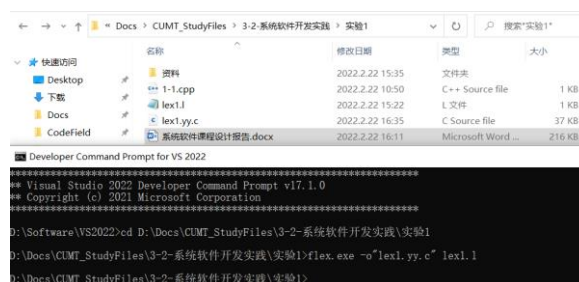 « Docs > CUMT_StudyFiles > 3-2-系统软件开发实践 > 实验1
搜索"实验1"
名称 修改日期 类型 大小
快速访问
Desktop
下载
Docs
CodeField
资料 2022.2.22 15:35 文件夹
1-1.cpp 2022.2.22 10:50 C++ Source file 1 KB
lex1.l 2022.2.22 15:22 L 文件 1 KB
lex1.yy.c 2022.2.22 16:35 C Source file 37 KB
系统软件课程设计报告.docx 2022.2.22 16:11 Microsoft Word ... 216 KB
Developer Command Prompt for VS 2022
** Visual Studio 2022 Developer Command Prompt v17.1.0
** Copyright (c) 2021 Microsoft Corporation
D:\Software\VS2022>cd D:\Docs\CUMT_StudyFiles\3-2-系统软件开发实践\实验1
D:\Docs\CUMT_StudyFiles\3-2-系统软件开发实践\实验1>flex.exe -o"lex1.yy.c" lex1.l
D:\Docs\CUMT_StudyFiles\3-2-系统软件开发实践\实验1>